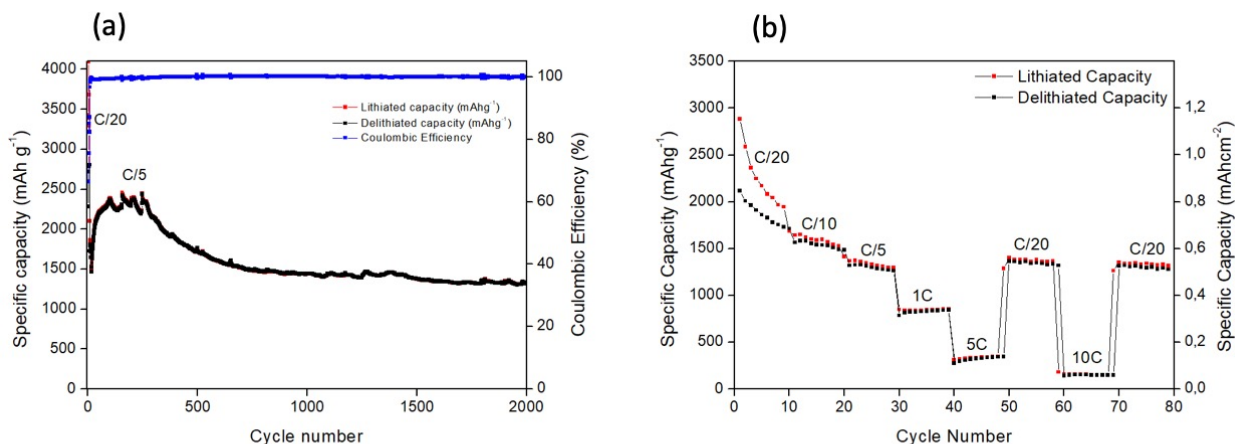 (a)
4000
3500
3000
2500
2000
1500
1000
500
0
Specific capacity (mAh g⁻¹)
C/20
C/5
Lithiated capacity (mAhg⁻¹)
Delithiated capacity (mAhg⁻¹)
Coulombic Efficiency
100
80
60
40
20
0
Coulombic Efficiency (%)
0 500 1000 1500 2000
Cycle number
(b)
3500
3000
2500
2000
1500
1000
500
0
Specific Capacity (mAhg⁻¹)
Lithiated Capacity
Delithiated Capacity
C/20
C/10
C/5
1C
5C
C/20
10C
C/20
1,2
1,0
0,8
0,6
0,4
0,2
0,0
Specific Capacity (mAhcm⁻²)
0 10 20 30 40 50 60 70 80
Cycle Number